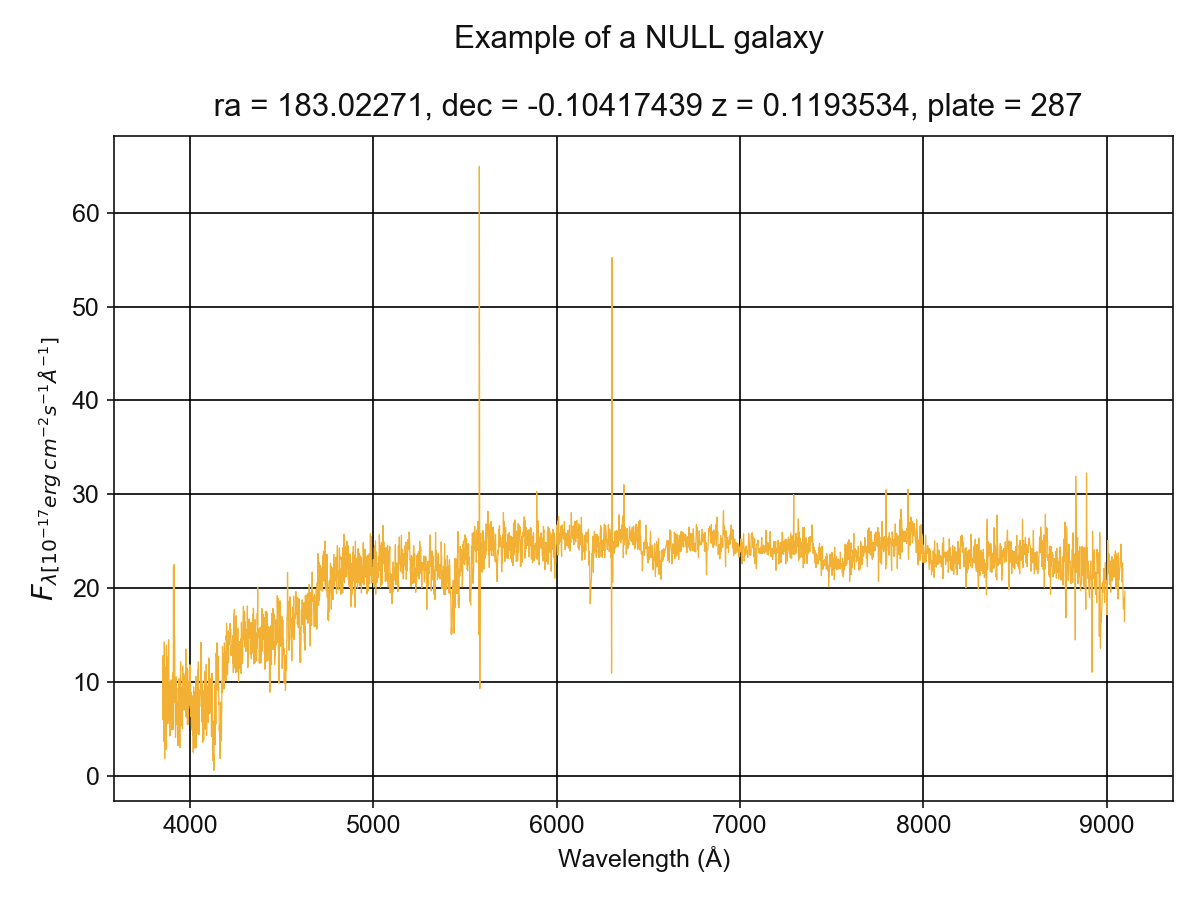 Example of a NULL galaxy
ra = 183.02271, dec = -0.10417439 z = 0.1193534, plate = 287
60
50
40
30
20
10
0
F_{λ[10^{−17} erg cm^{−2} s^{−1} Å^{−1}]}
4000 5000 6000 7000 8000 9000
Wavelength (Å)